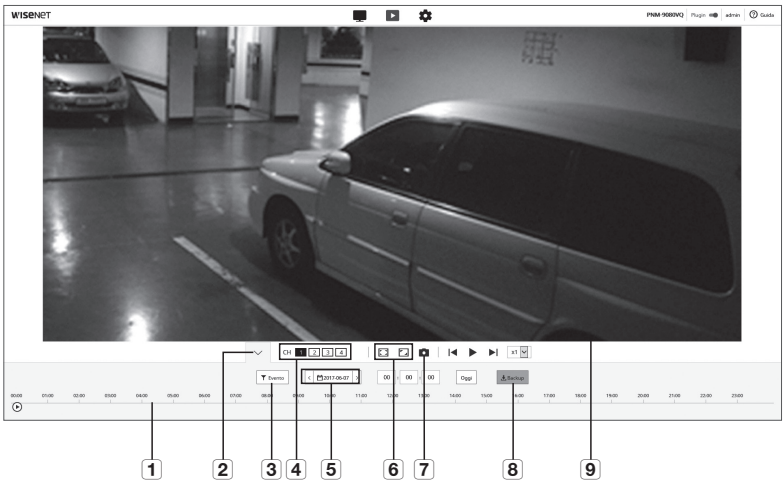 WISENET
PNM-9080VQ Plugin admin ? Guida
CH 1 2 3 4
x1
Evento
< 2017-06-07 >
00 : 00 : 00
Oggi
Backup
00:00 01:00 02:00 03:00 04:00 05:00 06:00 07:00 08:00 09:00 10:00 11:00 12:00 13:00 14:00 15:00 16:00 17:00 18:00 19:00 20:00 21:00 22:00 23:00
1 2 3 4 5 6 7 8 9